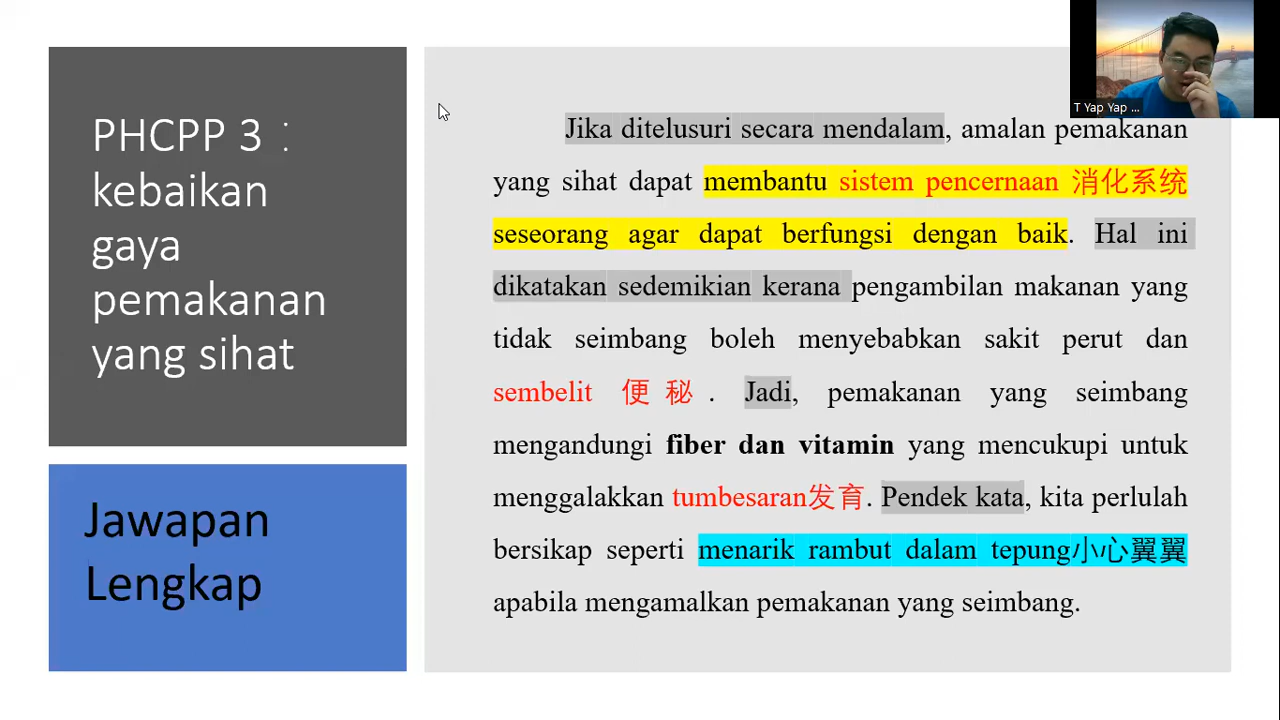 PHCPP 3 :
kebaikan
gaya
pemakanan
yang sihat
Jawapan
Lengkap
Jika ditelusuri secara mendalam, amalan pemakanan
yang sihat dapat membantu sistem pencernaan 消化系统
seseorang agar dapat berfungsi dengan baik. Hal ini
dikatakan sedemikian kerana pengambilan makanan yang
tidak seimbang boleh menyebabkan sakit perut dan
sembelit 便秘. Jadi, pemakanan yang seimbang
mengandungi fiber dan vitamin yang mencukupi untuk
menggalakkan tumbesaran发育. Pendek kata, kita perlulah
bersikap seperti menarik rambut dalam tepung小心翼翼
apabila mengamalkan pemakanan yang seimbang.
T Yap Yap ...